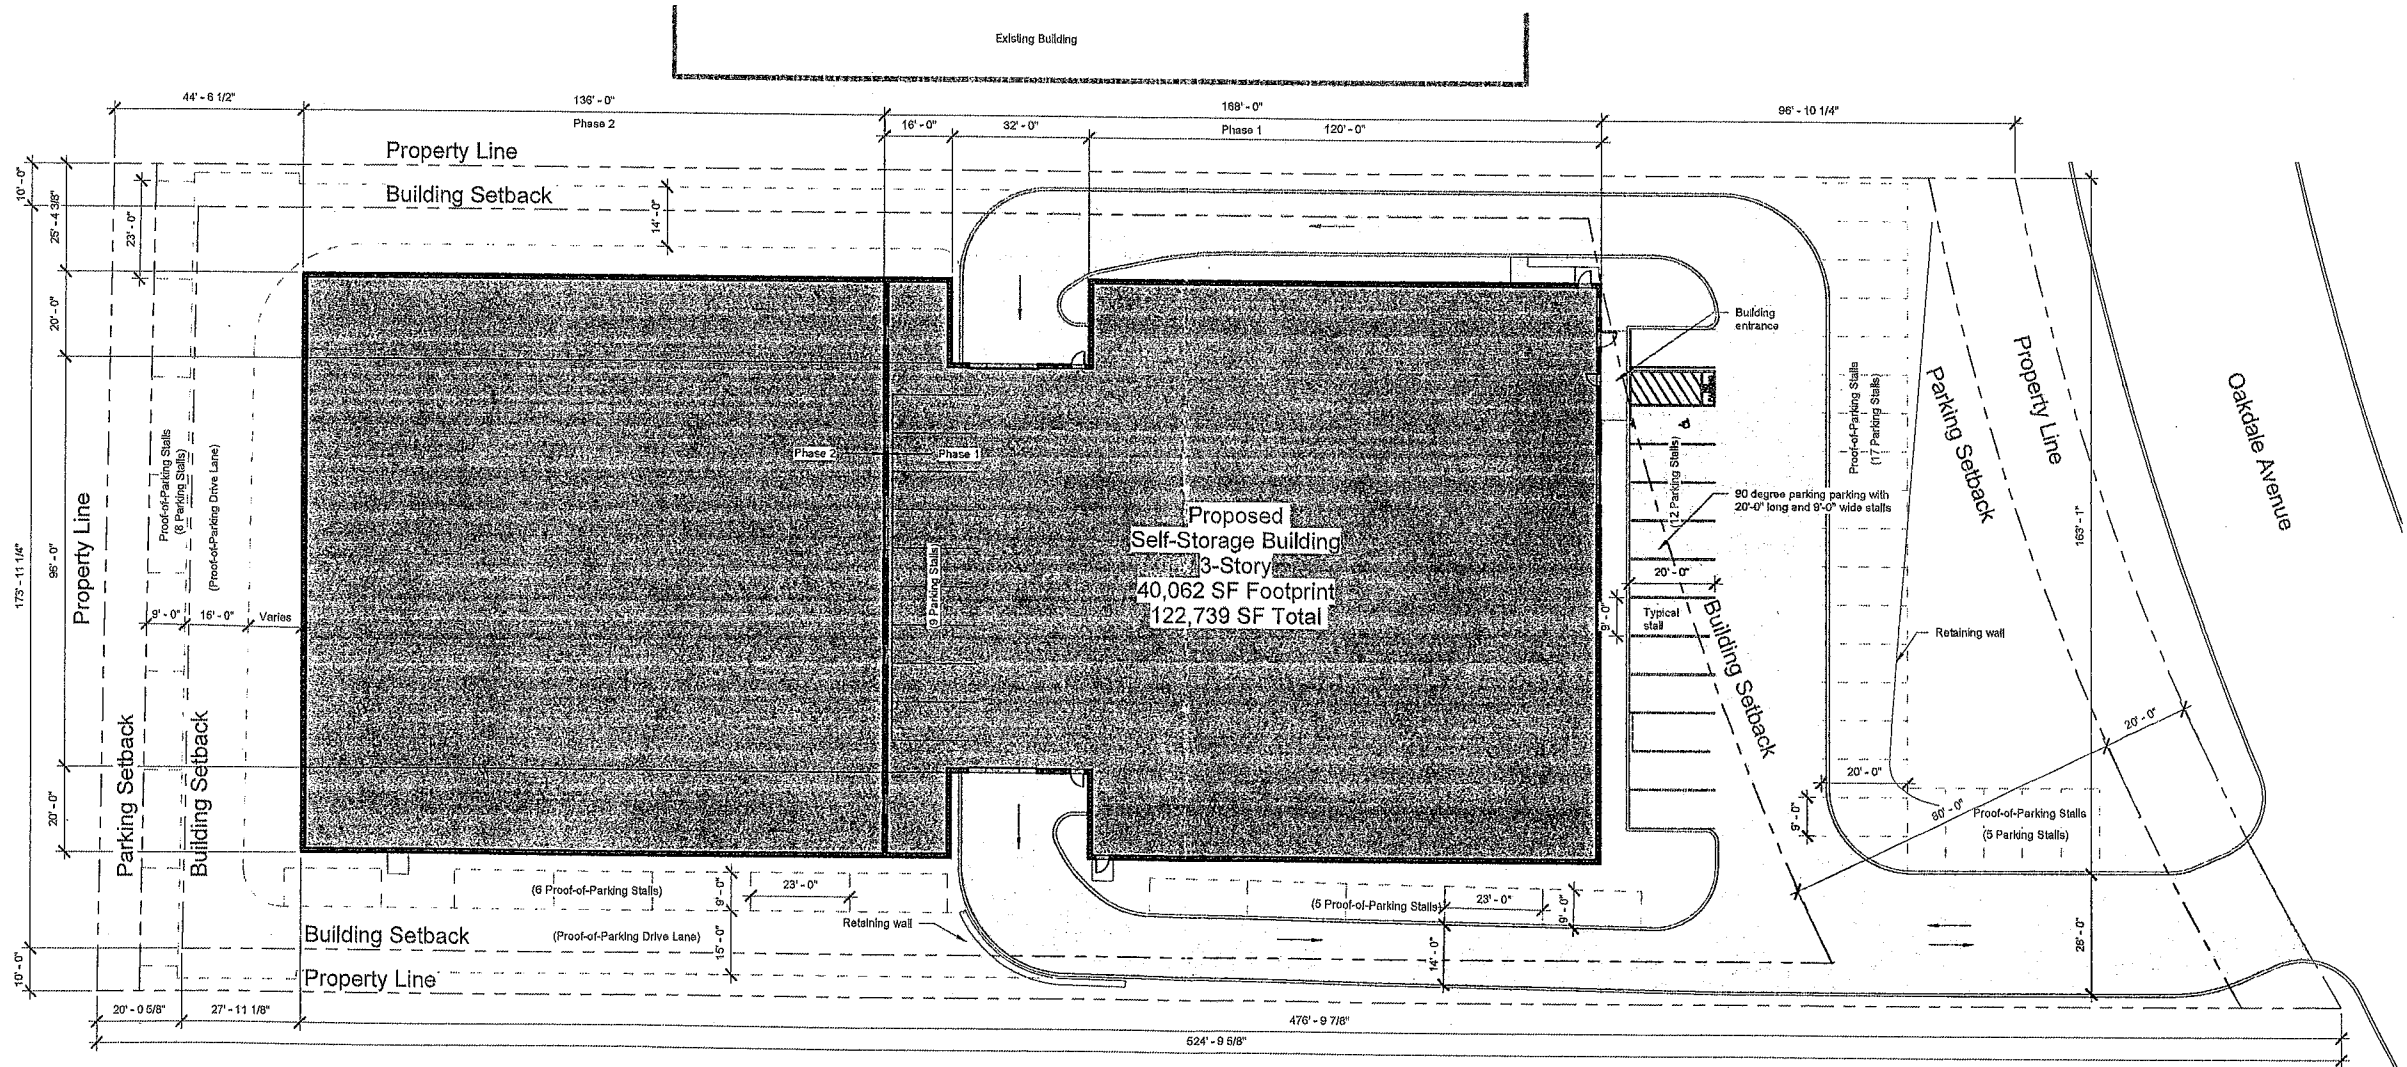 Existing Building
44' - 6 1/2"
136' - 0"
168' - 0"
96' - 10 1/4"
Phase 2
16' - 0"
32' - 0"
Phase 1
120' - 0"
Property Line
Building Setback
10' - 0"
25' - 4 3/8"
23' - 0"
14' - 0"
20' - 0"
Building
entrance
Property Line
Parking Setback
Oakdale Avenue
Proof-of-Parking Stalls
(17 Parking Stalls)
(12 Parking Stalls)
Phase 2
Phase 1
Proof-of-Parking Stalls
(8 Parking Stalls)
(Proof-of-Parking Drive Lane)
Property Line
173' - 11 1/4"
96' - 0"
90 degree parking parking with
20'-0" long and 9'-0" wide stalls
163' - 1"
Proposed
Self-Storage Building
3-Story
40,062 SF Footprint
122,739 SF Total
(9 Parking Stalls)
20' - 0"
9' - 0"
Typical
stall
9' - 0"
16' - 0"
Varies
Building Setback
Retaining wall
Parking Setback
Building Setback
20' - 0"
20' - 0"
20' - 0"
9' - 0"
80' - 0"
Proof-of-Parking Stalls
(5 Parking Stalls)
(6 Proof-of-Parking Stalls)
9' - 0"
23' - 0"
(5 Proof-of-Parking Stalls)
23' - 0"
9' - 0"
Retaining wall
Building Setback
(Proof-of-Parking Drive Lane)
15' - 0"
14' - 0"
10' - 0"
Property Line
20' - 0 5/8"
27' - 11 1/8"
476' - 9 7/8"
524' - 9 5/8"